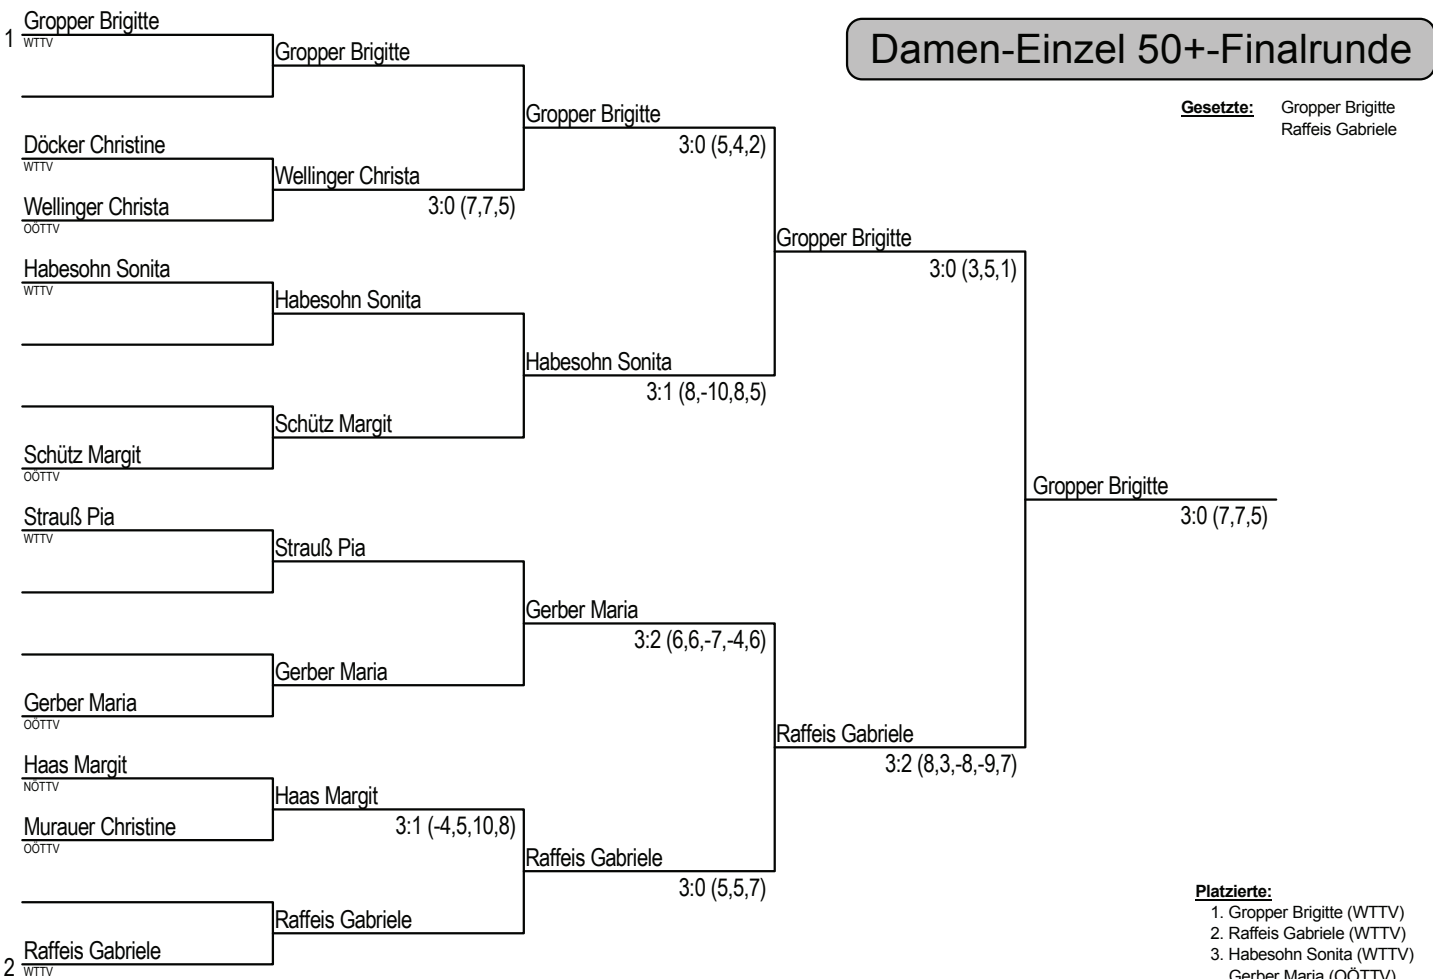 Damen-Einzel 50+-Finalrunde
Gesetzte: Gropper Brigitte
Raffeis Gabriele
1 Gropper Brigitte
WTTV
Döcker Christine
WTTV
Wellinger Christa
OÖTTV
Habesohn Sonita
WTTV
Schütz Margit
OÖTTV
Strauß Pia
WTTV
Gerber Maria
OÖTTV
Haas Margit
NÖTTV
Murauer Christine
OÖTTV
2 Raffeis Gabriele
WTTV
Gropper Brigitte
Wellinger Christa
3:0 (7,7,5)
Habesohn Sonita
Schütz Margit
Strauß Pia
Gerber Maria
Haas Margit
3:1 (-4,5,10,8)
Raffeis Gabriele
Gropper Brigitte
3:0 (5,4,2)
Habesohn Sonita
3:1 (8,-10,8,5)
Gerber Maria
3:2 (6,6,-7,-4,6)
Raffeis Gabriele
3:0 (5,5,7)
Gropper Brigitte
3:0 (3,5,1)
Raffeis Gabriele
3:2 (8,3,-8,-9,7)
Gropper Brigitte
3:0 (7,7,5)
Platzierte:
1. Gropper Brigitte (WTTV)
2. Raffeis Gabriele (WTTV)
3. Habesohn Sonita (WTTV)
Gerber Maria (OÖTTV)